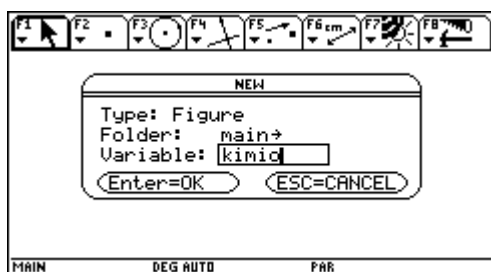 F1 F2 F3 F4 F5 F6 cm F7 F8
NEW
Type: Figure
Folder: main→
Variable: kimio
Enter=OK ESC=CANCEL
MAIN DEG AUTO PAR